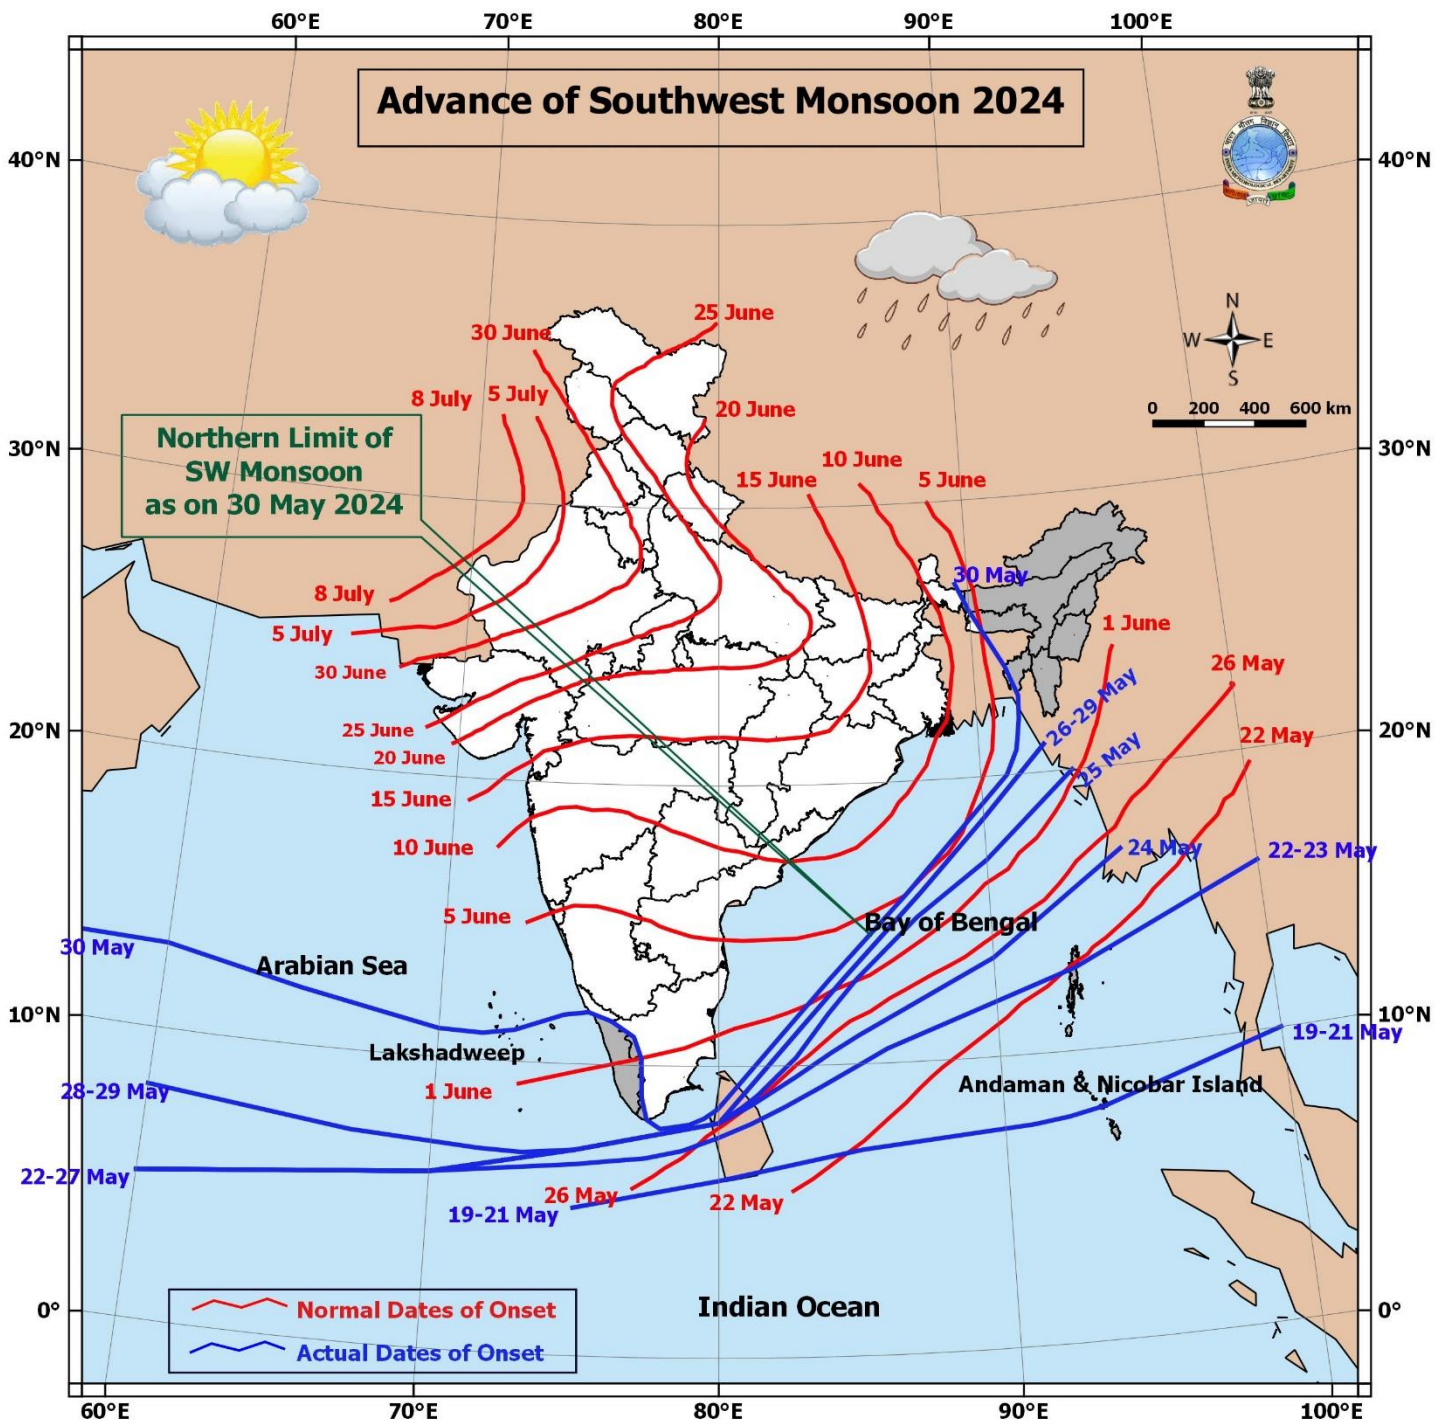 60°E 70°E 80°E 90°E 100°E
Advance of Southwest Monsoon 2024
40°N 40°N
N
W E
S
0 200 400 600 km
25 June
30 June
8 July 5 July
20 June
30°N 30°N
Northern Limit of
SW Monsoon
as on 30 May 2024
10 June
15 June 5 June
30 May
8 July
1 June
5 July
26 May
30 June
26-29 May
20°N 20°N
25 June
22 May
20 June
25 May
15 June
10 June
24 May 22-23 May
5 June
Bay of Bengal
30 May
Arabian Sea
10°N 10°N
19-21 May
Lakshadweep
28-29 May
1 June
Andaman & Nicobar Island
22-27 May
26 May
22 May
19-21 May
0° 0°
Indian Ocean
Normal Dates of Onset
Actual Dates of Onset
60°E 70°E 80°E 90°E 100°E